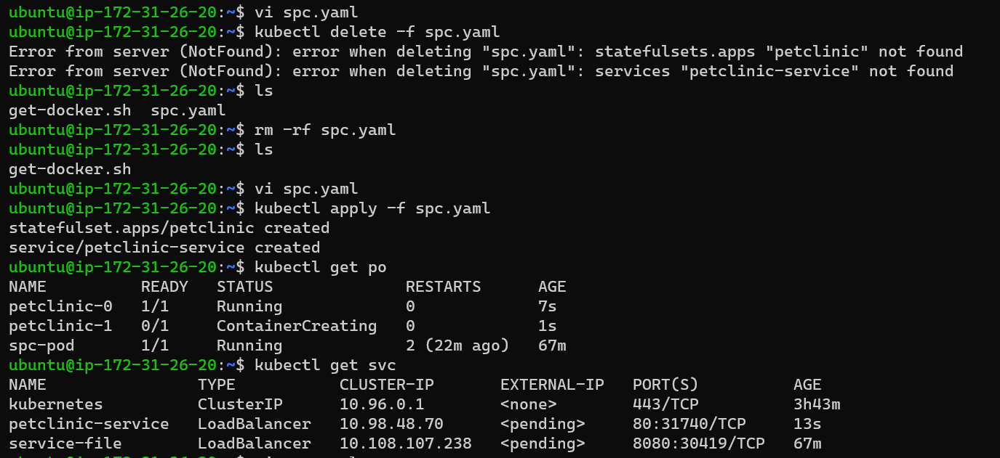 ubuntu@ip-172-31-26-20:~$ vi spc.yaml
ubuntu@ip-172-31-26-20:~$ kubectl delete -f spc.yaml
Error from server (NotFound): error when deleting "spc.yaml": statefulsets.apps "petclinic" not found
Error from server (NotFound): error when deleting "spc.yaml": services "petclinic-service" not found
ubuntu@ip-172-31-26-20:~$ ls
get-docker.sh  spc.yaml
ubuntu@ip-172-31-26-20:~$ rm -rf spc.yaml
ubuntu@ip-172-31-26-20:~$ ls
get-docker.sh
ubuntu@ip-172-31-26-20:~$ vi spc.yaml
ubuntu@ip-172-31-26-20:~$ kubectl apply -f spc.yaml
statefulset.apps/petclinic created
service/petclinic-service created
ubuntu@ip-172-31-26-20:~$ kubectl get po
NAME          READY   STATUS              RESTARTS      AGE
petclinic-0   1/1     Running             0             7s
petclinic-1   0/1     ContainerCreating   0             1s
spc-pod       1/1     Running             2 (22m ago)   67m
ubuntu@ip-172-31-26-20:~$ kubectl get svc
NAME                TYPE           CLUSTER-IP       EXTERNAL-IP   PORT(S)          AGE
kubernetes          ClusterIP      10.96.0.1        <none>        443/TCP          3h43m
petclinic-service   LoadBalancer   10.98.48.70      <pending>     80:31740/TCP     13s
service-file        LoadBalancer   10.108.107.238   <pending>     8080:30419/TCP   67m